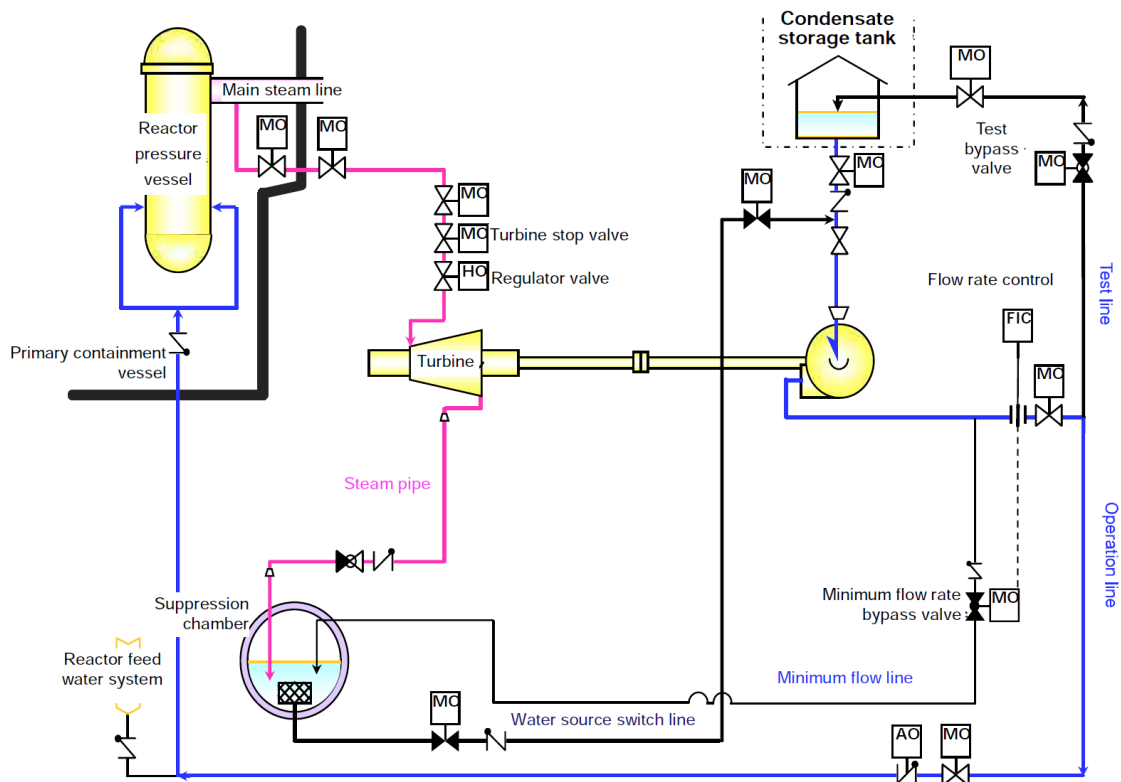 Condensate
storage tank
MO
Main steam line
MO
MO
Reactor
pressure
vessel
Test
bypass
valve
MO
MO
MO
MO
MO
Turbine stop valve
HO
Regulator valve
Flow rate control
Test line
FIC
Primary containment
vessel
Turbine
MO
Steam pipe
Operation line
Suppression
chamber
Minimum flow rate
bypass valve
MO
Reactor feed
water system
Minimum flow line
MO
Water source switch line
AO
MO